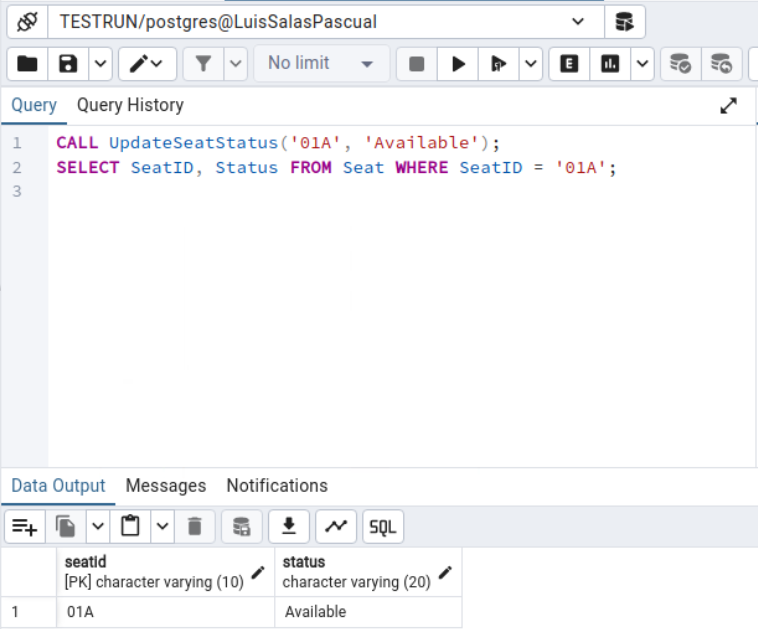 TESTRUN/postgres@LuisSalasPascual
No limit
E
Query Query History
1 CALL UpdateSeatStatus('01A', 'Available');
2 SELECT SeatID, Status FROM Seat WHERE SeatID = '01A';
3
Data Output Messages Notifications
SQL
seatid status
[PK] character varying (10) character varying (20)
1 01A Available